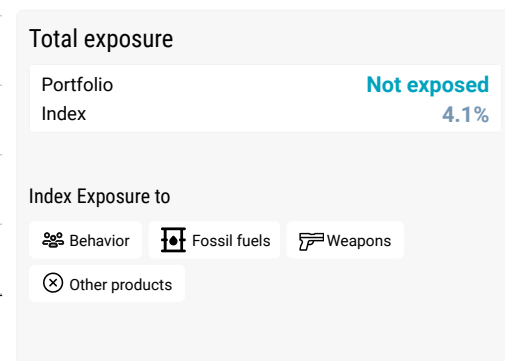 Total exposure
Portfolio Not exposed
Index 4.1%
Index Exposure to
Behavior Fossil fuels Weapons
Other products